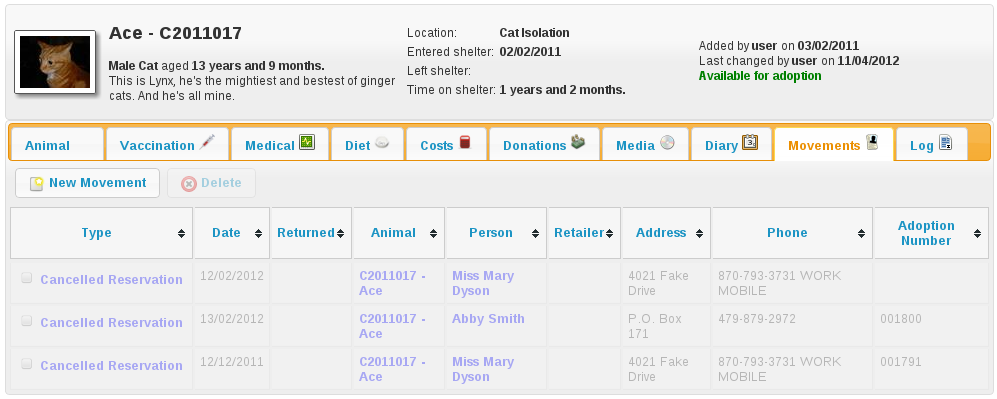 Ace - C2011017
Male Cat aged 13 years and 9 months.
This is Lynx, he's the mightiest and bestest of ginger
cats. And he's all mine.
Location: Cat Isolation
Entered shelter: 02/02/2011
Left shelter:
Time on shelter: 1 years and 2 months.
Added by user on 03/02/2011
Last changed by user on 11/04/2012
Available for adoption
Animal Vaccination Medical Diet Costs Donations Media Diary Movements Log
New Movement Delete
Type Date Returned Animal Person Retailer Address Phone Adoption
Number
Cancelled Reservation 12/02/2012 C2011017 - Miss Mary 4021 Fake 870-793-3731 WORK
Ace Dyson Drive MOBILE
Cancelled Reservation 13/02/2012 C2011017 - Abby Smith P.O. Box 479-879-2972 001800
Ace 171
Cancelled Reservation 12/12/2011 C2011017 - Miss Mary 4021 Fake 870-793-3731 WORK 001791
Ace Dyson Drive MOBILE